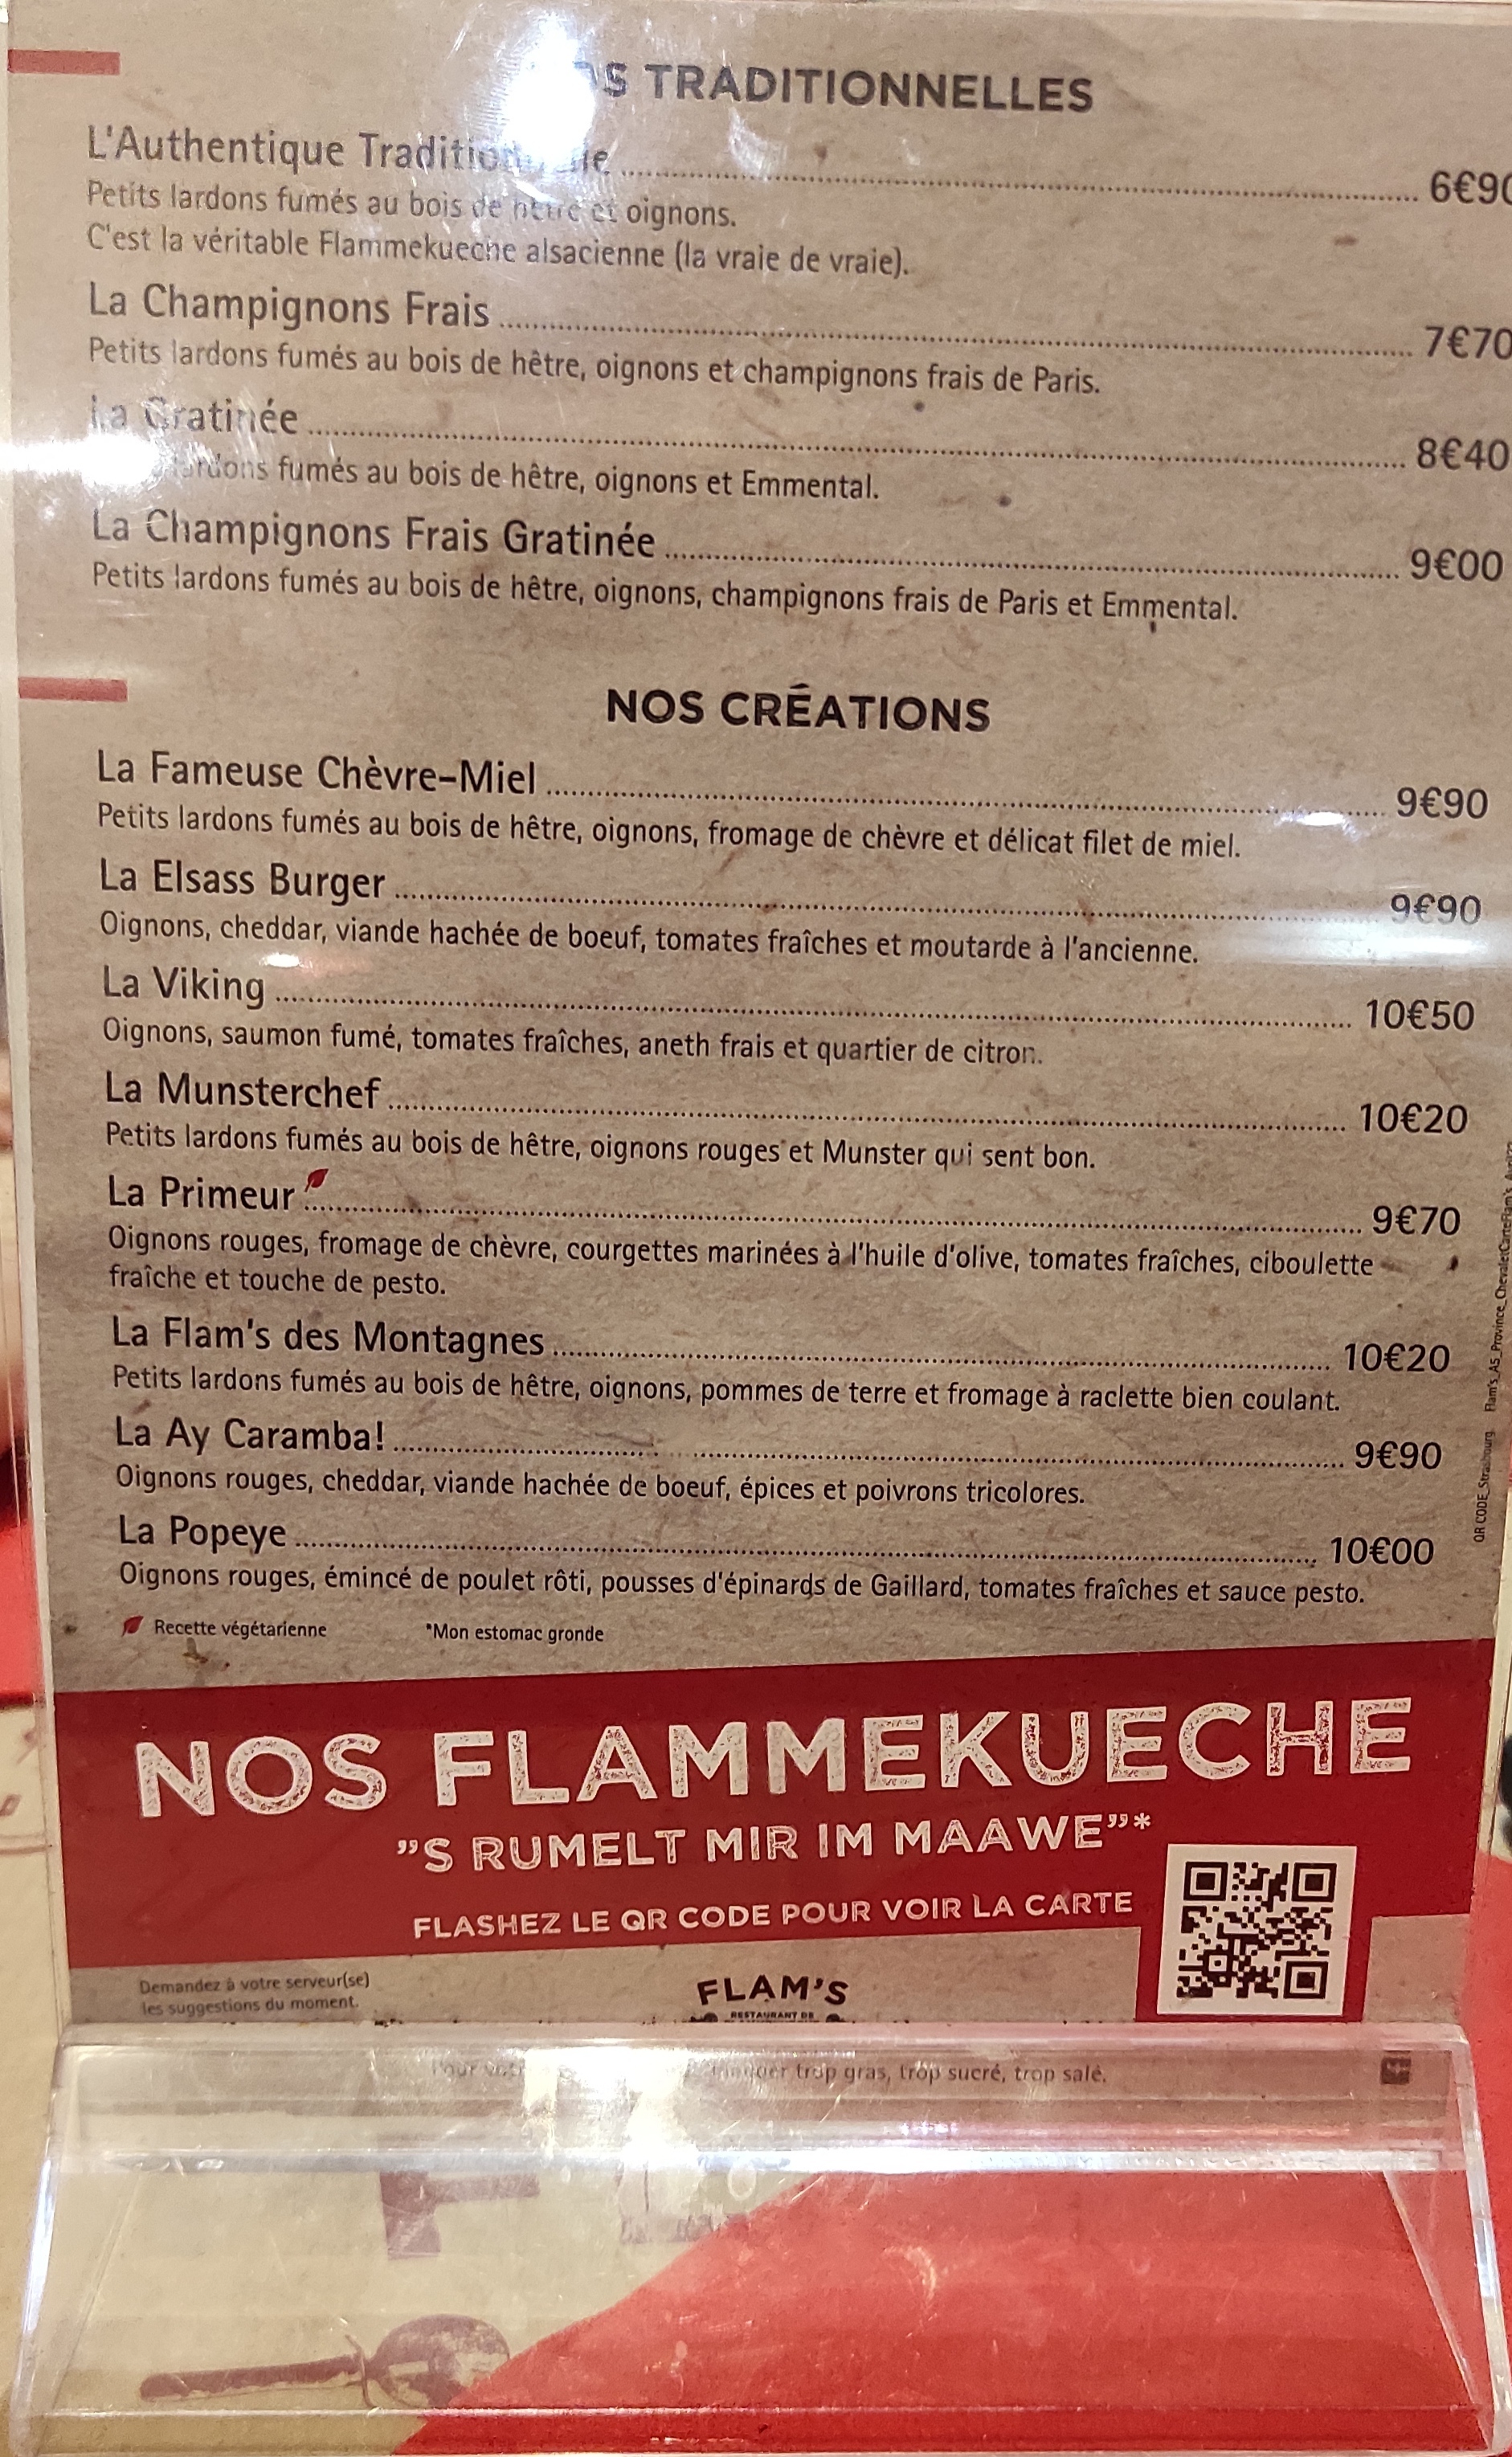 TRADITIONNELLES
L'Authentique ........ 6€90
Petits lardons fumés au bois de hêtre et oignons.
C'est la véritable Flammekueche alsacienne (la vraie de vraie).
La Champignons Frais ........ 7€70
Petits lardons fumés au bois de hêtre, oignons et champignons frais de Paris.
La Gratinée ........ 8€40
lardons fumés au bois de hêtre, oignons et Emmental.
La Champignons Frais Gratinée ........ 9€00
Petits lardons fumés au bois de hêtre, oignons, champignons frais de Paris et Emmental.
NOS CRÉATIONS
La Fameuse Chèvre-Miel ........ 9€90
Petits lardons fumés au bois de hêtre, oignons, fromage de chèvre et délicat filet de miel.
La Elsass Burger ........ 9€90
Oignons, cheddar, viande hachée de boeuf, tomates fraîches et moutarde à l'ancienne.
La Viking ........ 10€50
Oignons, saumon fumé, tomates fraîches, aneth frais et quartier de citron.
La Munsterchef ........ 10€20
Petits lardons fumés au bois de hêtre, oignons rouges et Munster qui sent bon.
La Primeur ........ 9€70
Oignons rouges, fromage de chèvre, courgettes marinées à l'huile d'olive, tomates fraîches, ciboulette
fraîche et touche de pesto.
La Flam's des Montagnes ........ 10€20
Petits lardons fumés au bois de hêtre, oignons, pommes de terre et fromage à raclette bien coulant.
La Ay Caramba! ........ 9€90
Oignons rouges, cheddar, viande hachée de boeuf, épices et poivrons tricolores.
La Popeye ........ 10€00
Oignons rouges, émincé de poulet rôti, pousses d'épinards de Gaillard, tomates fraîches et sauce pesto.
Recette végétarienne *Mon estomac gronde
NOS FLAMMEKUECHE
”S RUMELT MIR IM MAAWE”*
FLASHEZ LE QR CODE POUR VOIR LA CARTE
Demandez à votre serveur(se)
les suggestions du moment.
FLAM'S
RESTAURANT DE
trop gras, trop sucré, trop salé.
QR CODE_Strasbourg